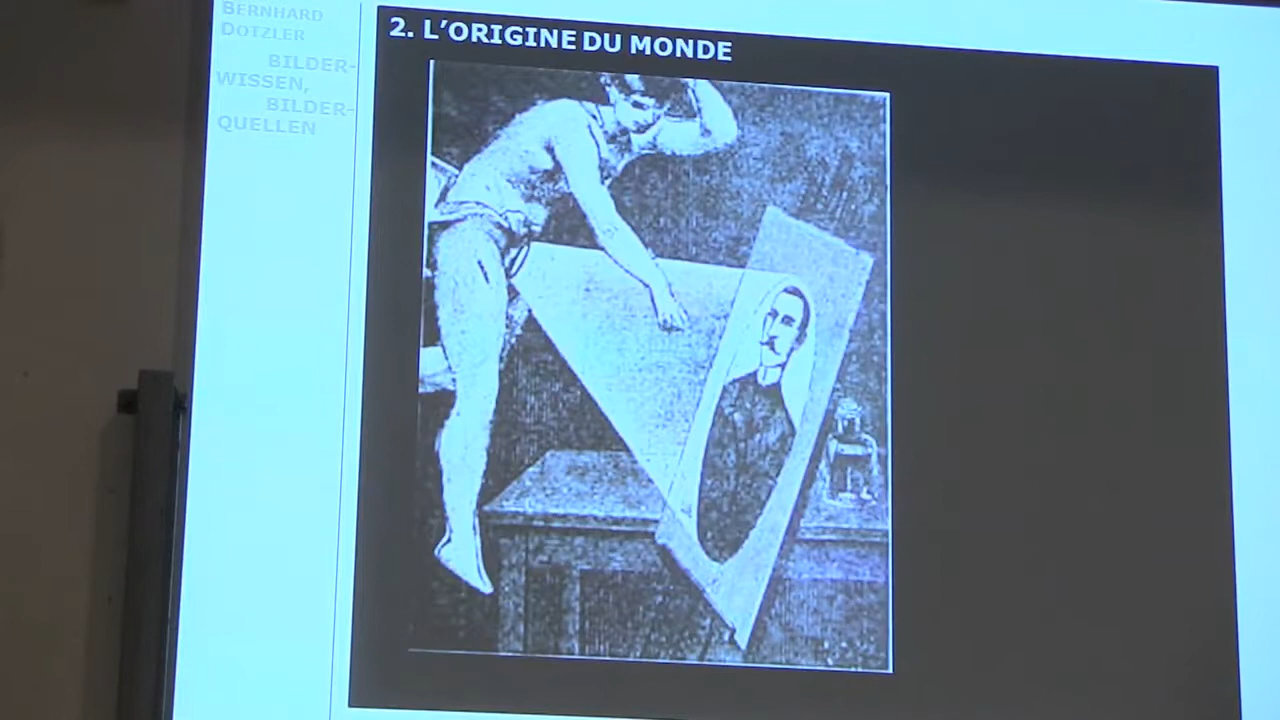 BERNHARD
DOTZLER
BILDER-
WISSEN,
BILDER-
QUELLEN
2. L'ORIGINE DU MONDE